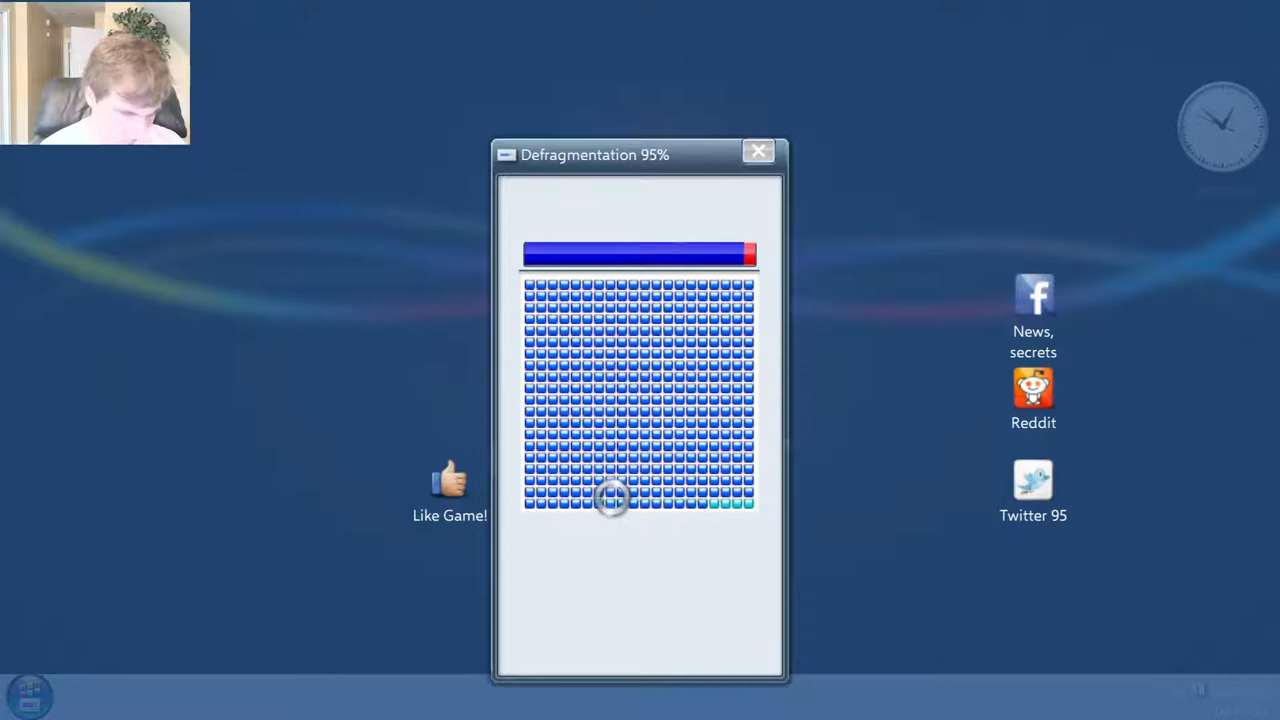 Defragmentation 95%
News,
secrets
Reddit
Like Game!
Twitter 95